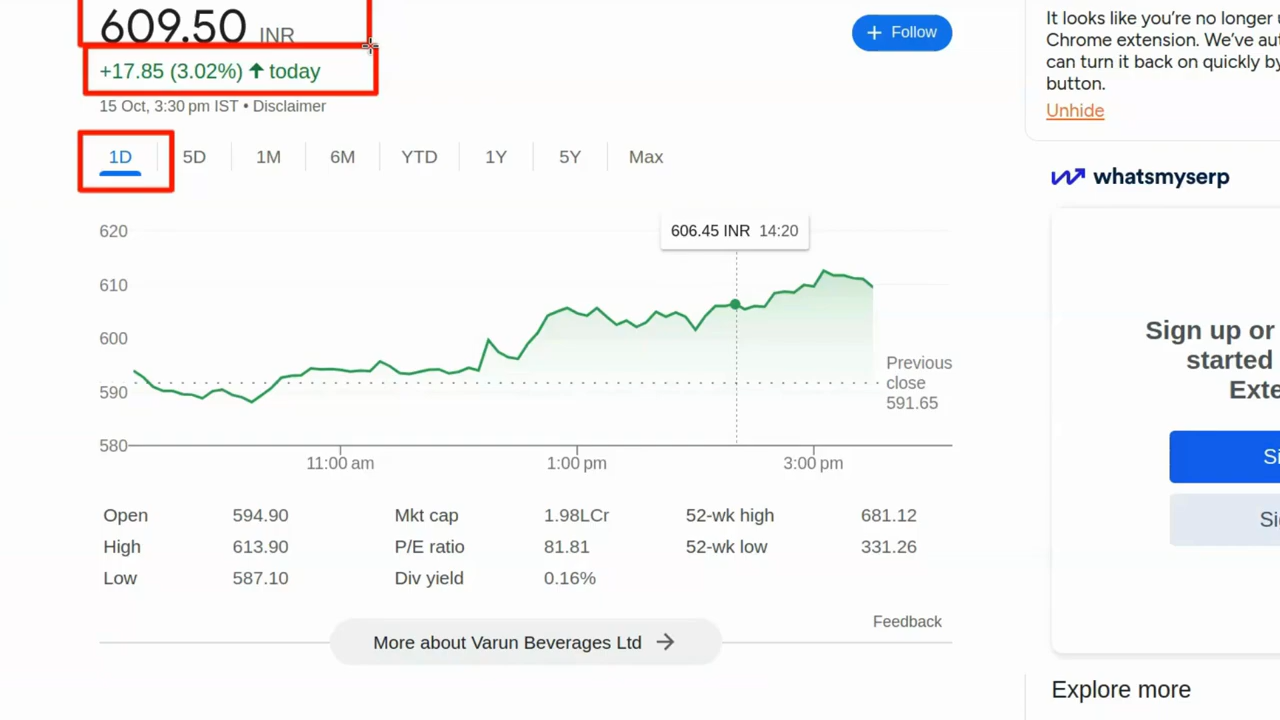 609.50 INR
+17.85 (3.02%) ↑ today
15 Oct, 3:30 pm IST • Disclaimer
1D 5D 1M 6M YTD 1Y 5Y Max
606.45 INR 14:20
620
610
600
590
580
Previous
close
591.65
11:00 am 1:00 pm 3:00 pm
Open 594.90 Mkt cap 1.98LCr 52-wk high 681.12
High 613.90 P/E ratio 81.81 52-wk low 331.26
Low 587.10 Div yield 0.16%
Feedback
More about Varun Beverages Ltd →
+ Follow
It looks like you're no longer
Chrome extension. We've
can turn it back on quickly
button.
Unhide
whatsmyserp
Sign up or
started
Explore more